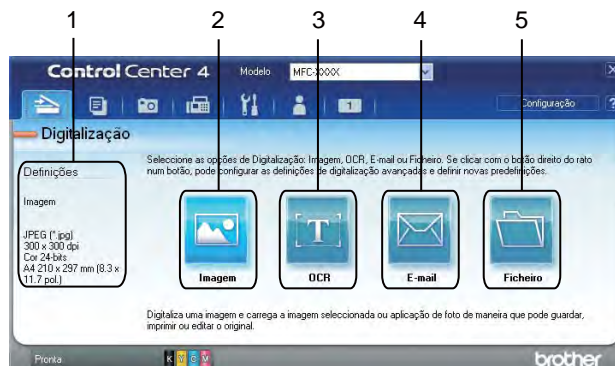 1 2 3 4 5
Control Center 4 Modelo MFC-XXXX
1 Configuração ?
Digitalização
Definições
Imagem
JPEG (*.jpg)
300 x 300 dpi
Cor 24-bits
A4 210 x 297 mm (8.3 x
11.7 pol.)
Seleccione as opções de Digitalização: Imagem, OCR, E-mail ou Ficheiro. Se clicar com o botão direito do rato
num botão, pode configurar as definições de digitalização avançadas e definir novas predefinições.
T
Imagem OCR E-mail Ficheiro
Digitaliza uma imagem e carrega a imagem seleccionada ou aplicação de foto de maneira que pode guardar,
imprimir ou editar o original.
Pronta K Y C M brother